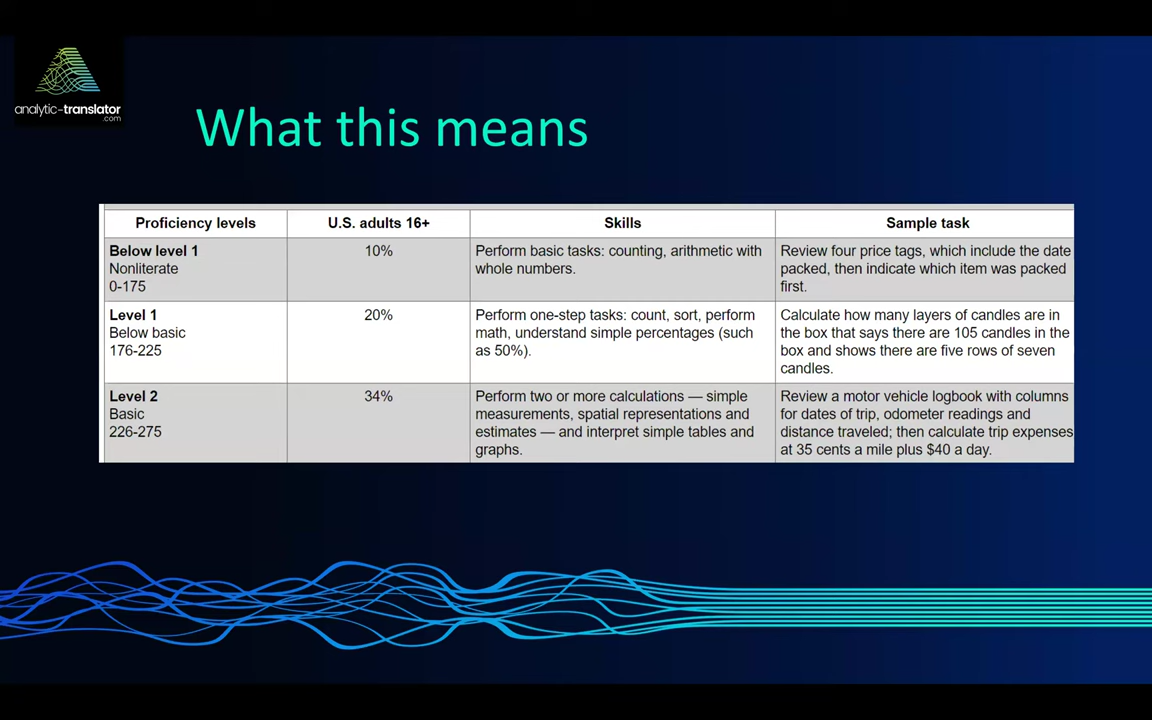 analytic-translator
.com
What this means
Proficiency levels
U.S. adults 16+
Skills
Sample task
Below level 1
Nonliterate
0-175
10%
Perform basic tasks: counting, arithmetic with
whole numbers.
Review four price tags, which include the date
packed, then indicate which item was packed
first.
Level 1
Below basic
176-225
20%
Perform one-step tasks: count, sort, perform
math, understand simple percentages (such
as 50%).
Calculate how many layers of candles are in
the box that says there are 105 candles in the
box and shows there are five rows of seven
candles.
Level 2
Basic
226-275
34%
Perform two or more calculations — simple
measurements, spatial representations and
estimates — and interpret simple tables and
graphs.
Review a motor vehicle logbook with columns
for dates of trip, odometer readings and
distance traveled; then calculate trip expenses
at 35 cents a mile plus $40 a day.